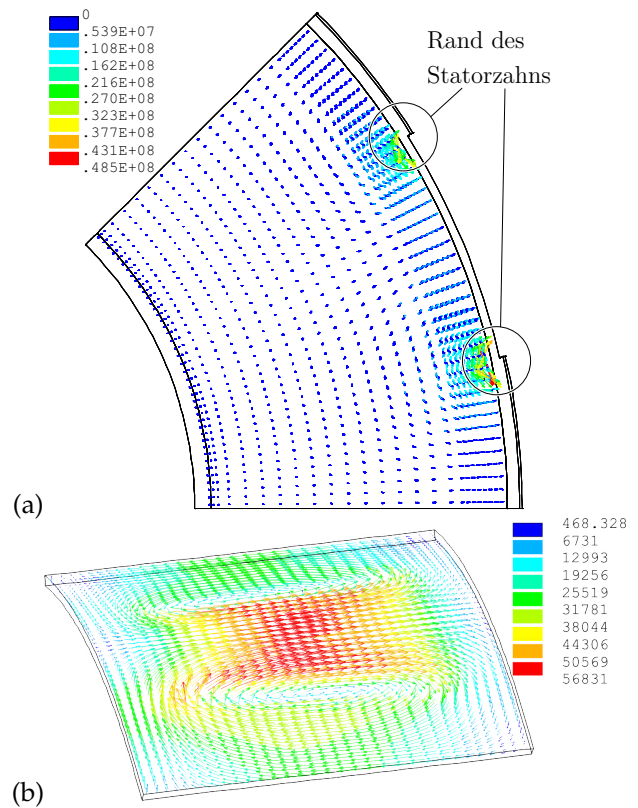 0
.539E+07
.108E+08
.162E+08
.216E+08
.270E+08
.323E+08
.377E+08
.431E+08
.485E+08
Rand des
Statorzahns
(a)
468.328
6731
12993
19256
25519
31781
38044
44306
50569
56831
(b)